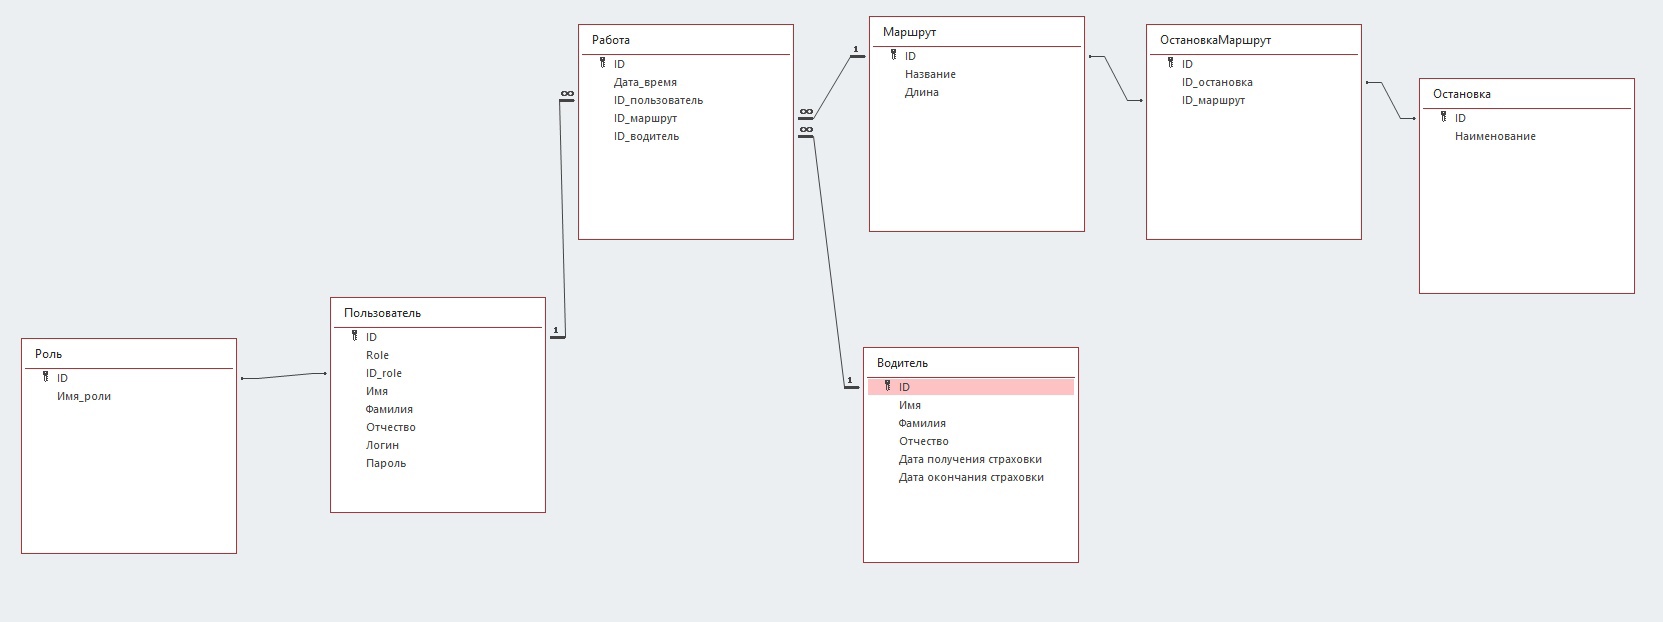 Работа
ID
Дата_время
ID_пользователь
ID_маршрут
ID_водитель
Маршрут
ID
Название
Длина
ОстановкаМаршрут
ID
ID_остановка
ID_маршрут
Остановка
ID
Наименование
Роль
ID
Имя_роли
Пользователь
ID
Role
ID_role
Имя
Фамилия
Отчество
Логин
Пароль
Водитель
ID
Имя
Фамилия
Отчество
Дата получения страховки
Дата окончания страховки
∞
1
∞
1
∞
1